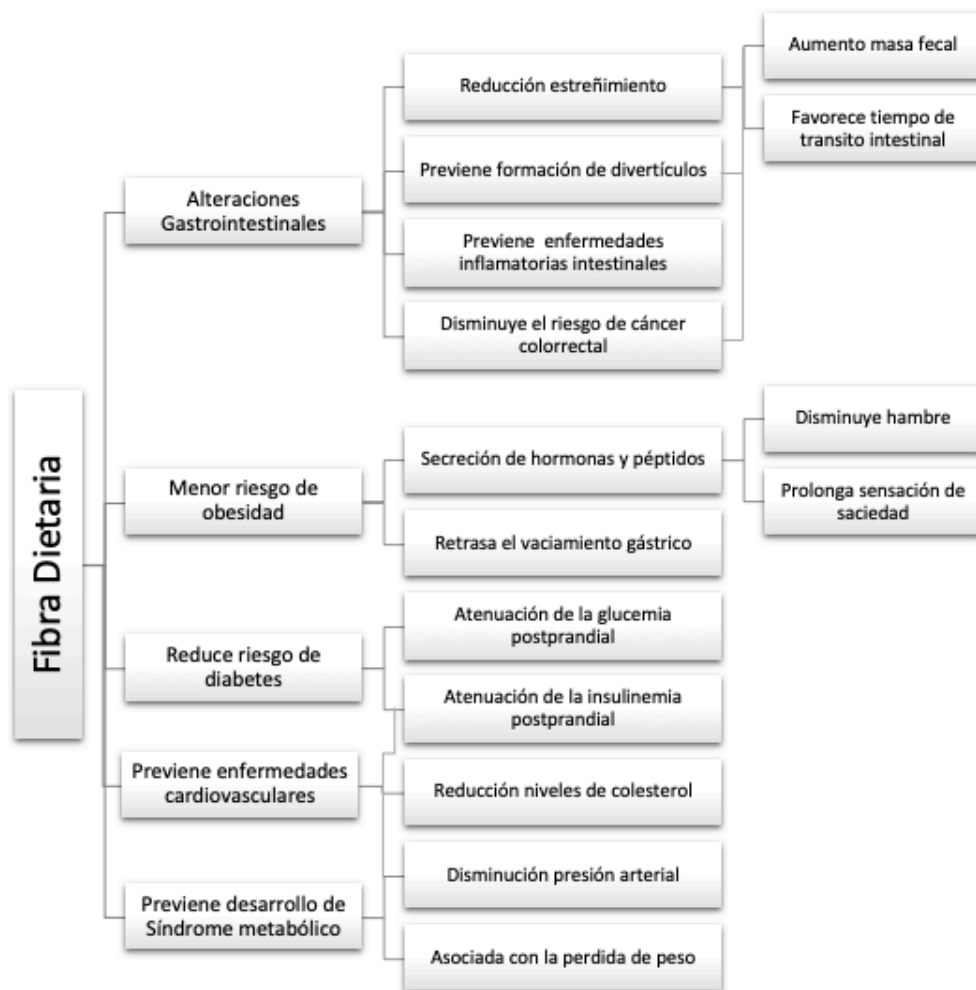 Fibra Dietaria
Alteraciones
Gastrointestinales
Reducción estreñimiento
Aumento masa fecal
Favorece tiempo de
transito intestinal
Previene formación de divertículos
Previene enfermedades
inflamatorias intestinales
Disminuye el riesgo de cáncer
colorrectal
Menor riesgo de
obesidad
Secreción de hormonas y péptidos
Disminuye hambre
Prolonga sensación de
saciedad
Retrasa el vaciamiento gástrico
Reduce riesgo de
diabetes
Atenuación de la glucemia
postprandial
Atenuación de la insulinemia
postprandial
Previene enfermedades
cardiovasculares
Reducción niveles de colesterol
Disminución presión arterial
Previene desarrollo de
Síndrome metabólico
Asociada con la perdida de peso